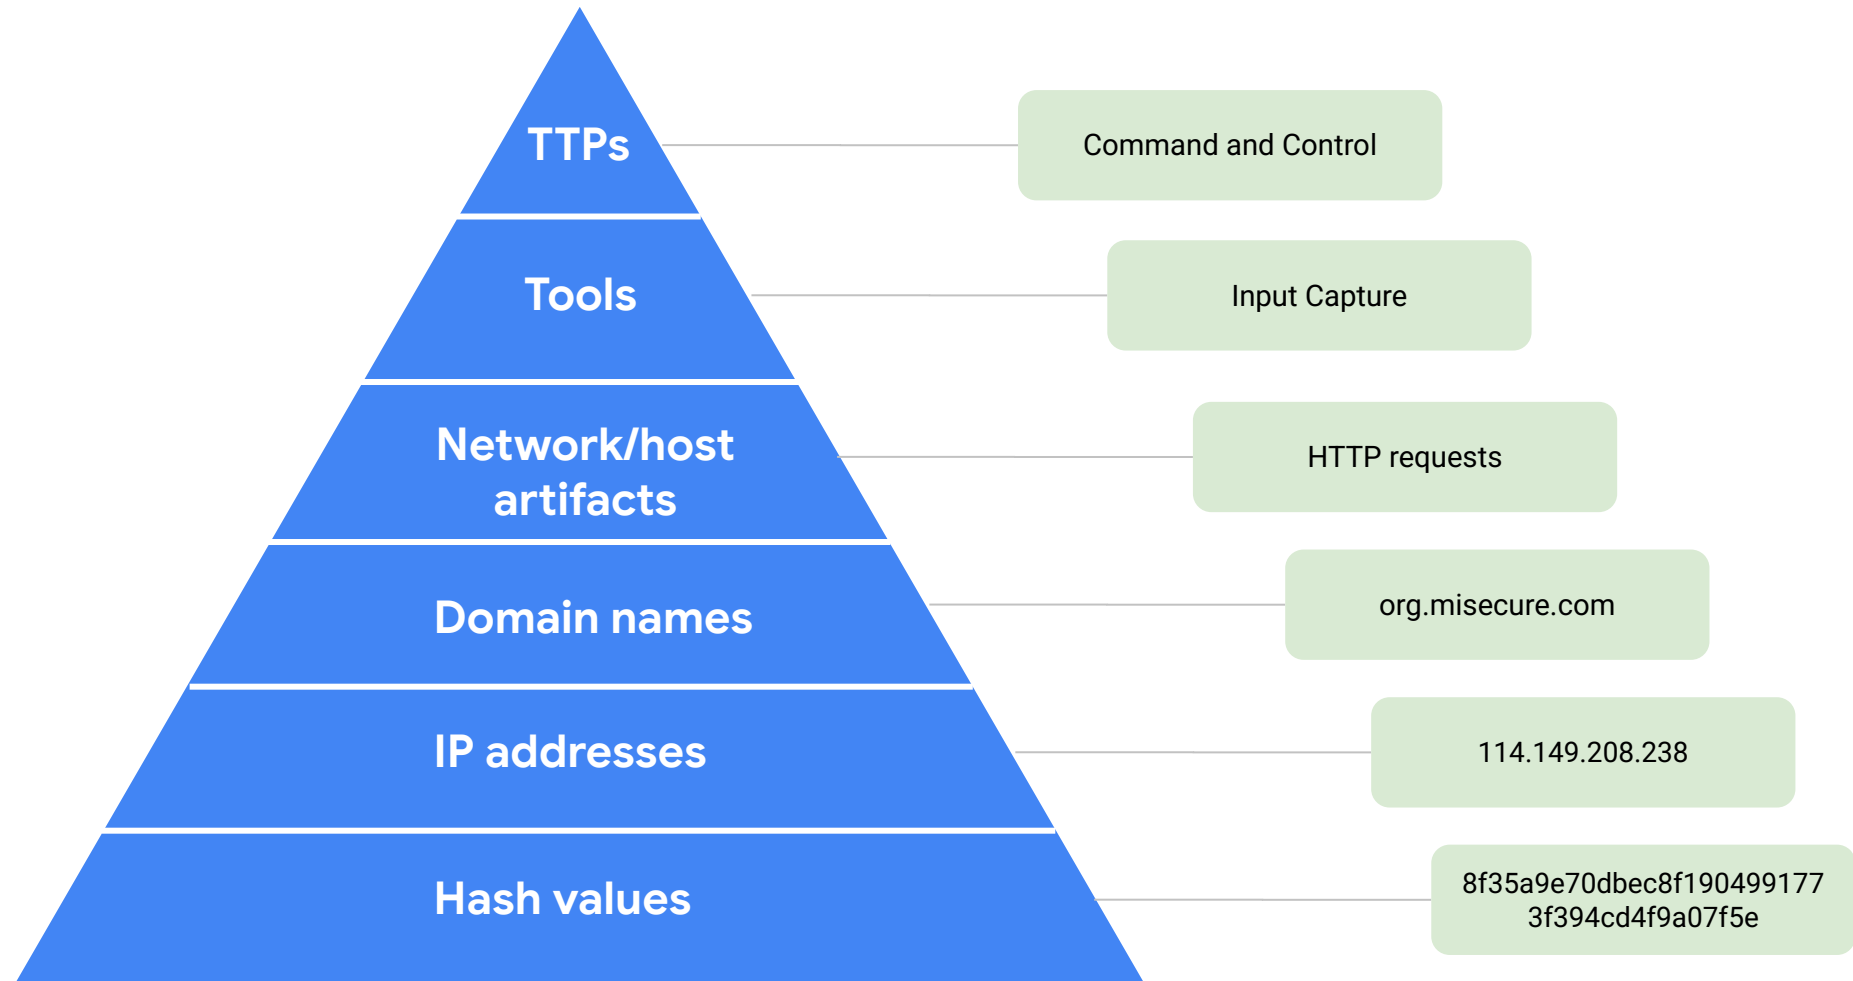 TTPs
Command and Control
Tools
Input Capture
Network/host
artifacts
HTTP requests
Domain names
org.misecure.com
IP addresses
114.149.208.238
Hash values
8f35a9e70dbec8f190499177
3f394cd4f9a07f5e